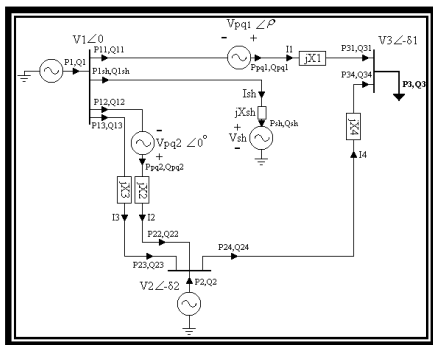 Vpq1 ∠ρ
V1∠0
V3∠-δ1
P11,Q11
I1
P31,Q31
jX1
P1,Q1
Ppq1,Qpq1
P1sh,Q1sh
P34,Q34
P3,Q3
Ish
P12,Q12
jXsh
P13,Q13
Psh,Qsh
Vsh
Vpq2 ∠0°
jX4
Ppq2,Qpq2
I4
jX3
jX2
I3
I2
P22,Q22
P24,Q24
P23,Q23
V2∠-δ2
P2,Q2